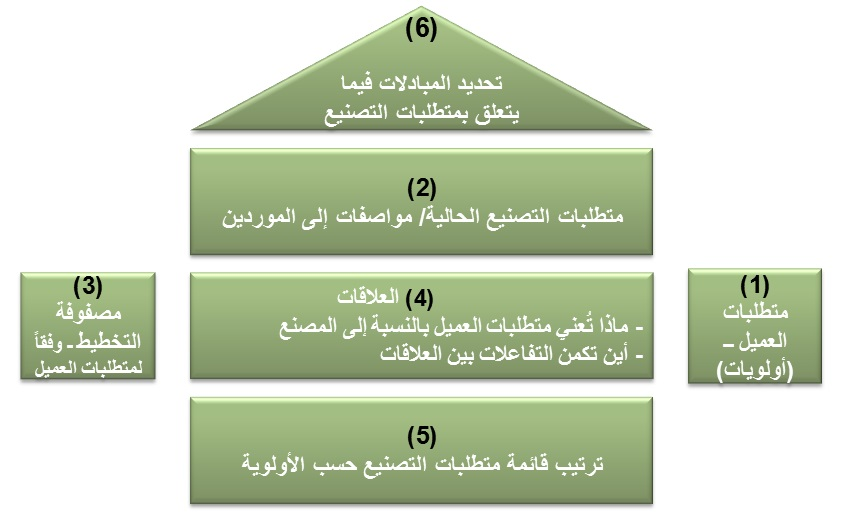 (6)
تحديد المبادلات فيما
يتعلق بمتطلبات التصنيع
(2)
متطلبات التصنيع الحالية/ مواصفات إلى الموردين
(1)
متطلبات
العميل –
(أولويات)
(4) العلاقات
- ماذا تُعني متطلبات العميل بالنسبة إلى المصنع
- أين تكمن التفاعلات بين العلاقات
(3)
مصفوفة
التخطيط- وفقاً
لمتطلبات العميل
(5)
ترتيب قائمة متطلبات التصنيع حسب الأولوية